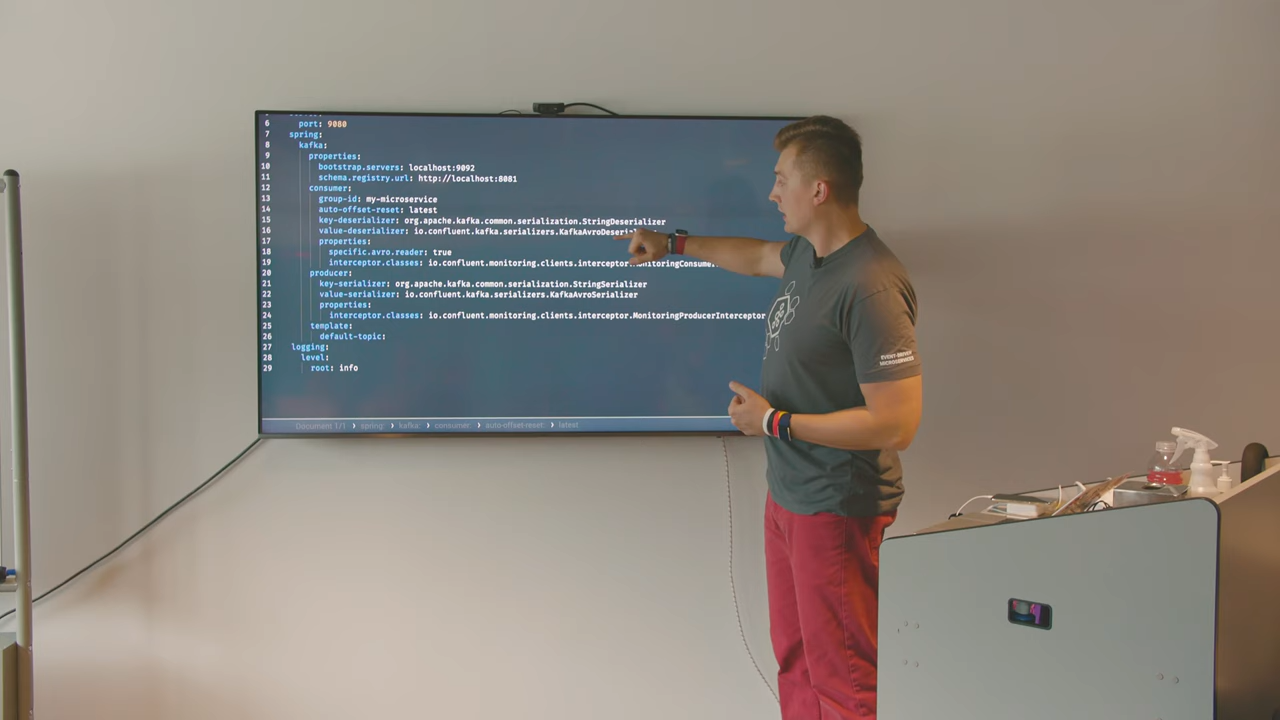 6 port: 9080
7 spring:
8 kafka:
9 properties:
10 bootstrap.servers: localhost:9092
11 schema.registry.url: http://localhost:8081
12 consumer:
13 group-id: my-microservice
14 auto-offset-reset: latest
15 key-deserializer: org.apache.kafka.common.serialization.StringDeserializer
16 value-deserializer: io.confluent.kafka.serializers.KafkaAvroDeserial
17 properties:
18 specific.avro.reader: true
19 interceptor.classes: io.confluent.monitoring.clients.interceptor.MonitoringConsume
20 producer:
21 key-serializer: org.apache.kafka.common.serialization.StringSerializer
22 value-serializer: io.confluent.kafka.serializers.KafkaAvroSerializer
23 properties:
24 interceptor.classes: io.confluent.monitoring.clients.interceptor.MonitoringProducerInterceptor
25 template:
26 default-topic:
27 logging:
28 level:
29 root: info
Document 1/1 › spring: › kafka: › consumer: › auto-offset-reset: › latest
EVENT-DRIVEN
MICROSERVICES